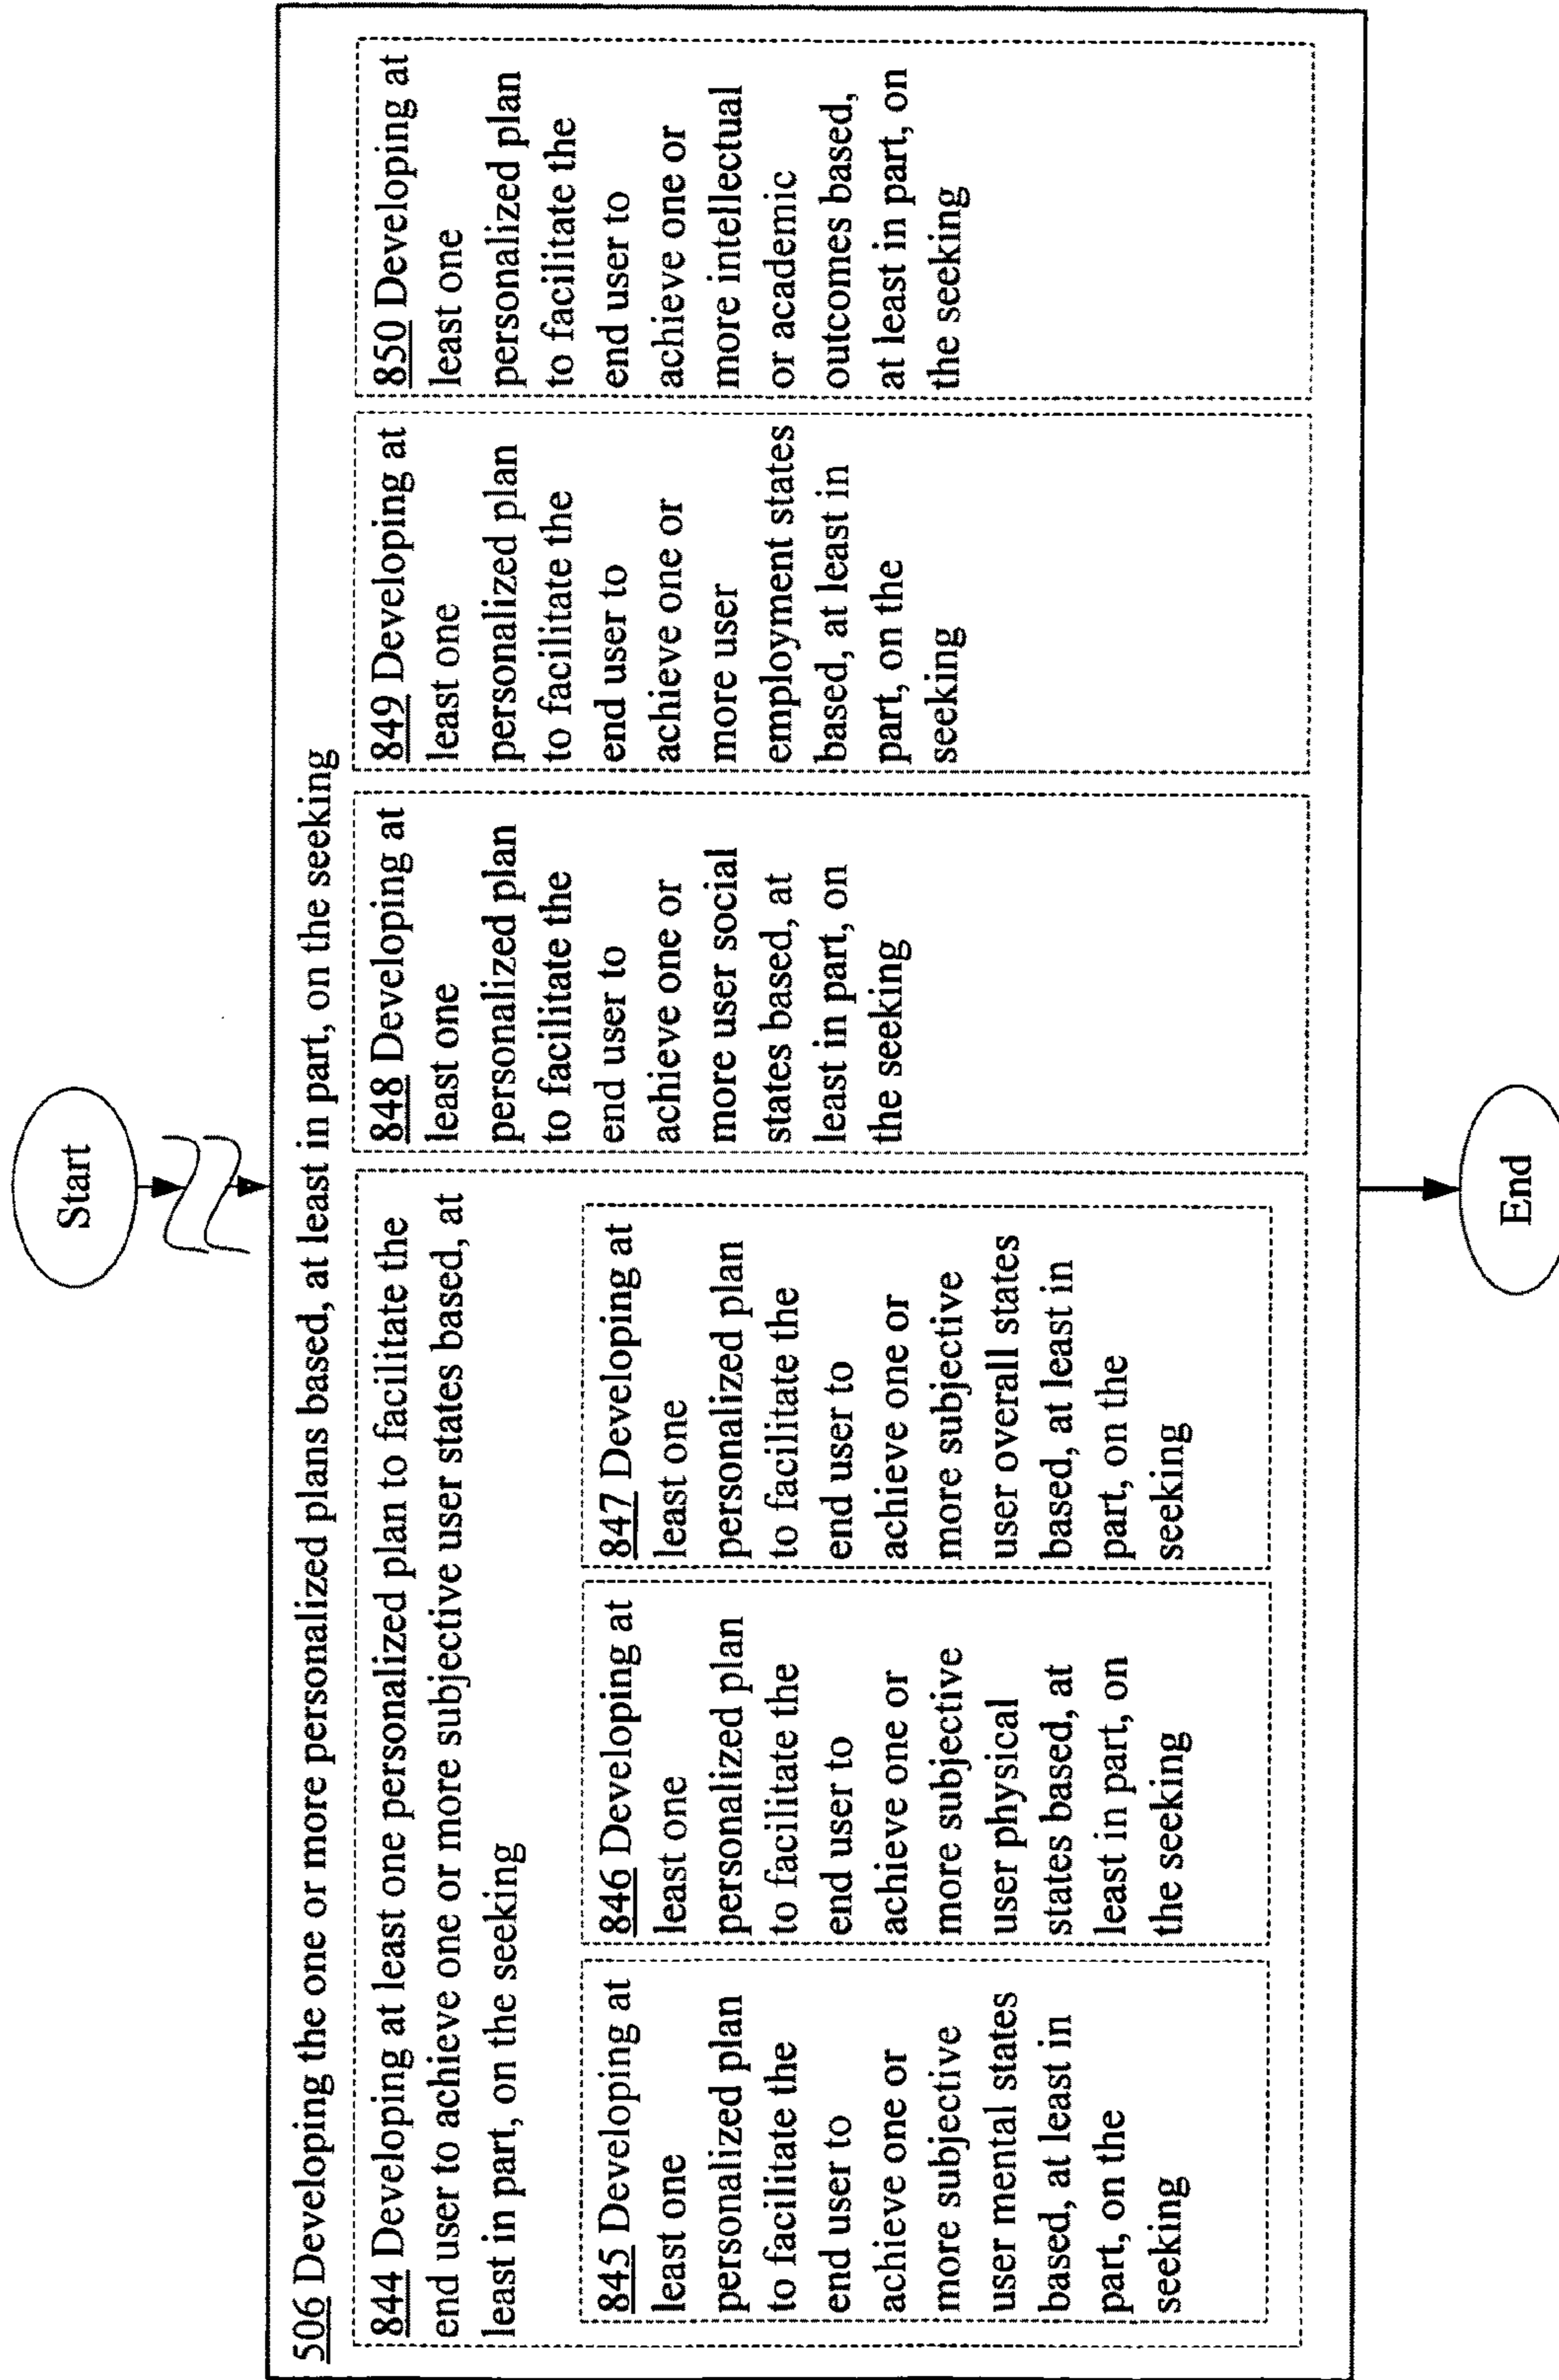 Start
506 Developing the one or more personalized plans based, at least in part, on the seeking
844 Developing at least one personalized plan to facilitate the
end user to achieve one or more subjective user states based, at
least in part, on the seeking
845 Developing at
least one
personalized plan
to facilitate the
end user to
achieve one or
more subjective
user mental states
based, at least in
part, on the
seeking
846 Developing at
least one
personalized plan
to facilitate the
end user to
achieve one or
more subjective
user physical
states based, at
least in part, on
the seeking
847 Developing at
least one
personalized plan
to facilitate the
end user to
achieve one or
more subjective
user overall states
based, at least in
part, on the
seeking
848 Developing at
least one
personalized plan
to facilitate the
end user to
achieve one or
more user social
states based, at
least in part, on
the seeking
849 Developing at
least one
personalized plan
to facilitate the
end user to
achieve one or
more user
employment states
based, at least in
part, on the
seeking
850 Developing at
least one
personalized plan
to facilitate the
end user to
achieve one or
more intellectual
or academic
outcomes based,
at least in part, on
the seeking
End